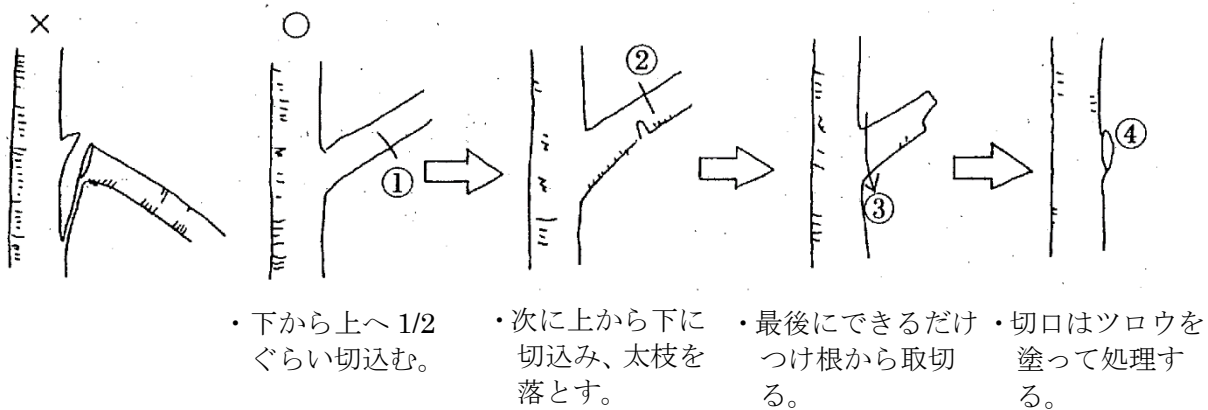 ×
○
①
②
③
④
・下から上へ 1/2
ぐらい切込む。
・次に上から下に
切込み、太枝を
落とす。
・最後にできるだけ
つけ根から取切
る。
・切口はツロウを
塗って処理す
る。